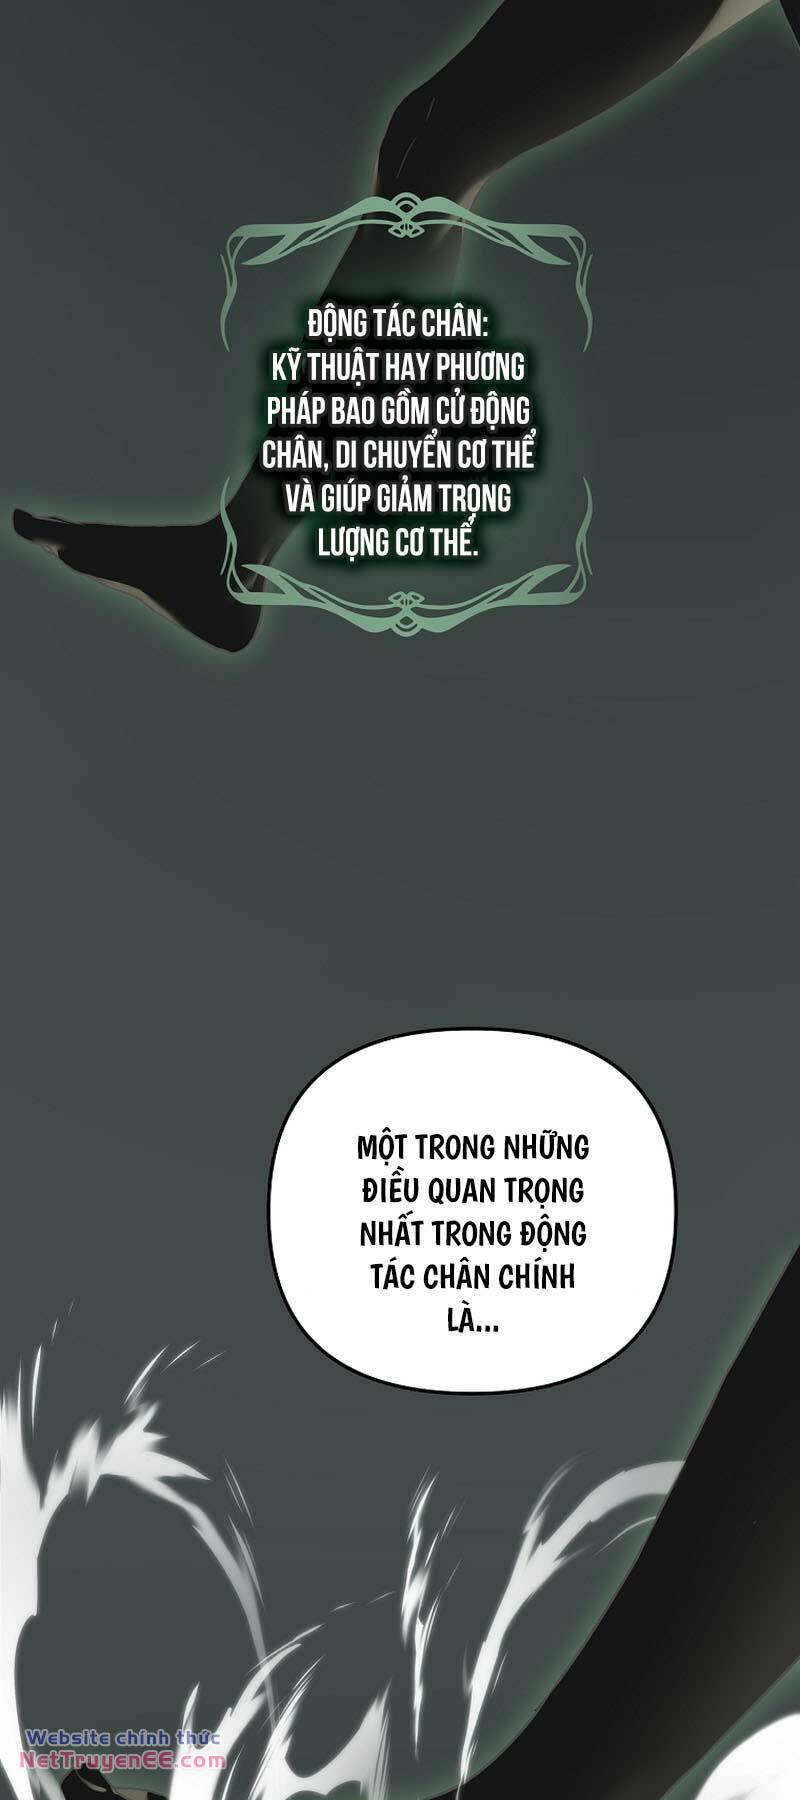 ĐỘNG TÁC CHÂN:
KỸ THUẬT HAY PHƯƠNG
PHÁP BAO GỒM CỬ ĐỘNG
CHÂN, DI CHUYỂN CƠ THỂ
VÀ GIÚP GIẢM TRỌNG
LƯỢNG CƠ THỂ.
MỘT TRONG NHỮNG
ĐIỀU QUAN TRỌNG
NHẤT TRONG ĐỘNG
TÁC CHÂN CHÍNH
LÀ...
Website chính thức
NetTruyenEE.com